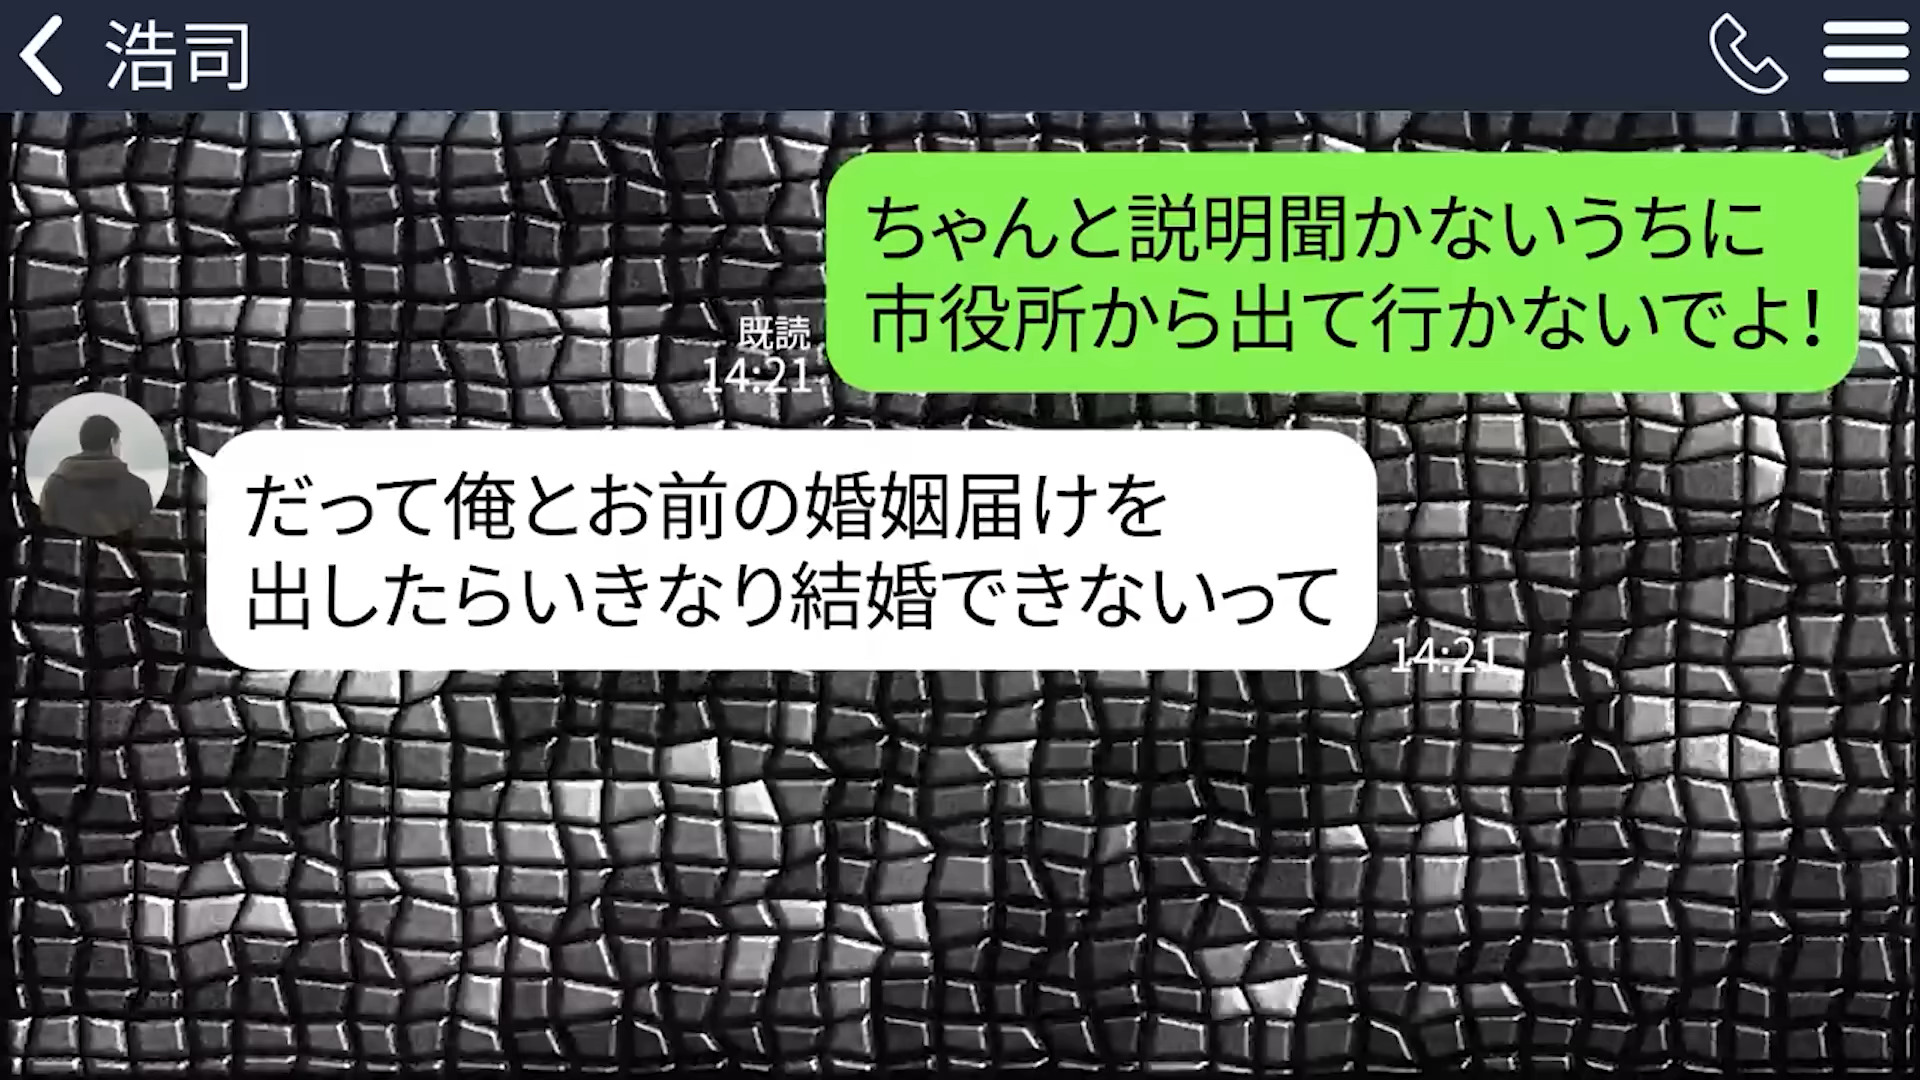 浩司
ちゃんと説明聞かないうちに
市役所から出て行かないでよ！
既読
14:21
だって俺とお前の婚姻届けを
出したらいきなり結婚できないって
14:21